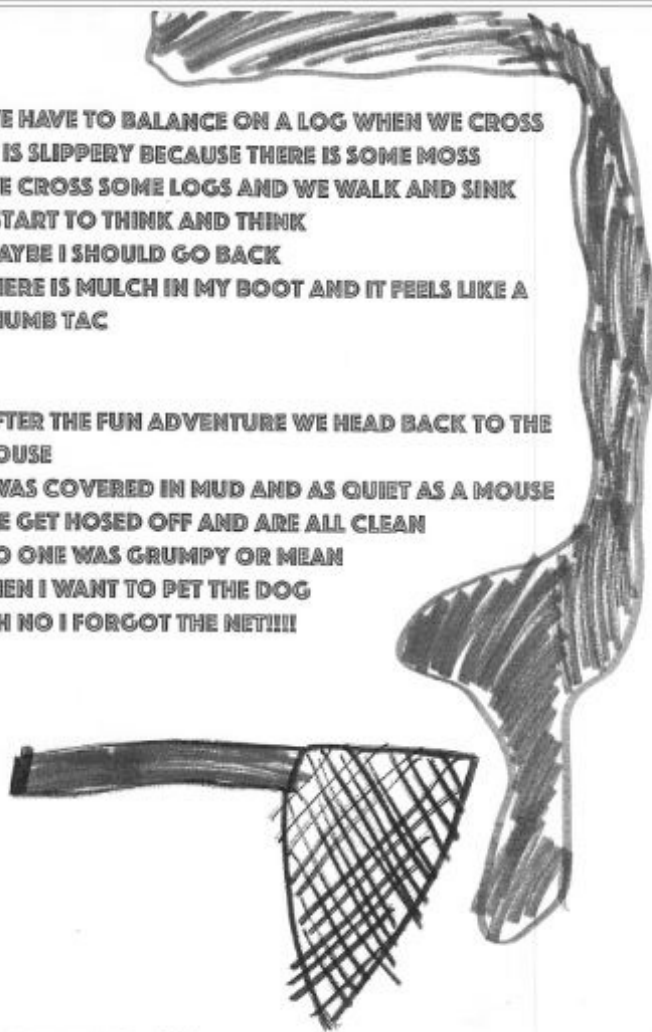 E HAVE TO BALANCE ON A LOG WHEN WE CROSS
IS SLIPPERY BECAUSE THERE IS SOME MOSS
E CROSS SOME LOGS AND WE WALK AND SINK
START TO THINK AND THINK
AYBE I SHOULD GO BACK
HERE IS MULCH IN MY BOOT AND IT FEELS LIKE A
HUMB TAC
FTER THE FUN ADVENTURE WE HEAD BACK TO THE
OUSE
WAS COVERED IN MUD AND AS QUIET AS A MOUSE
E GET HOSED OFF AND ARE ALL CLEAN
O ONE WAS GRUMPY OR MEAN
HEN I WANT TO PET THE DOG
H NO I FORGOT THE NET!!!!